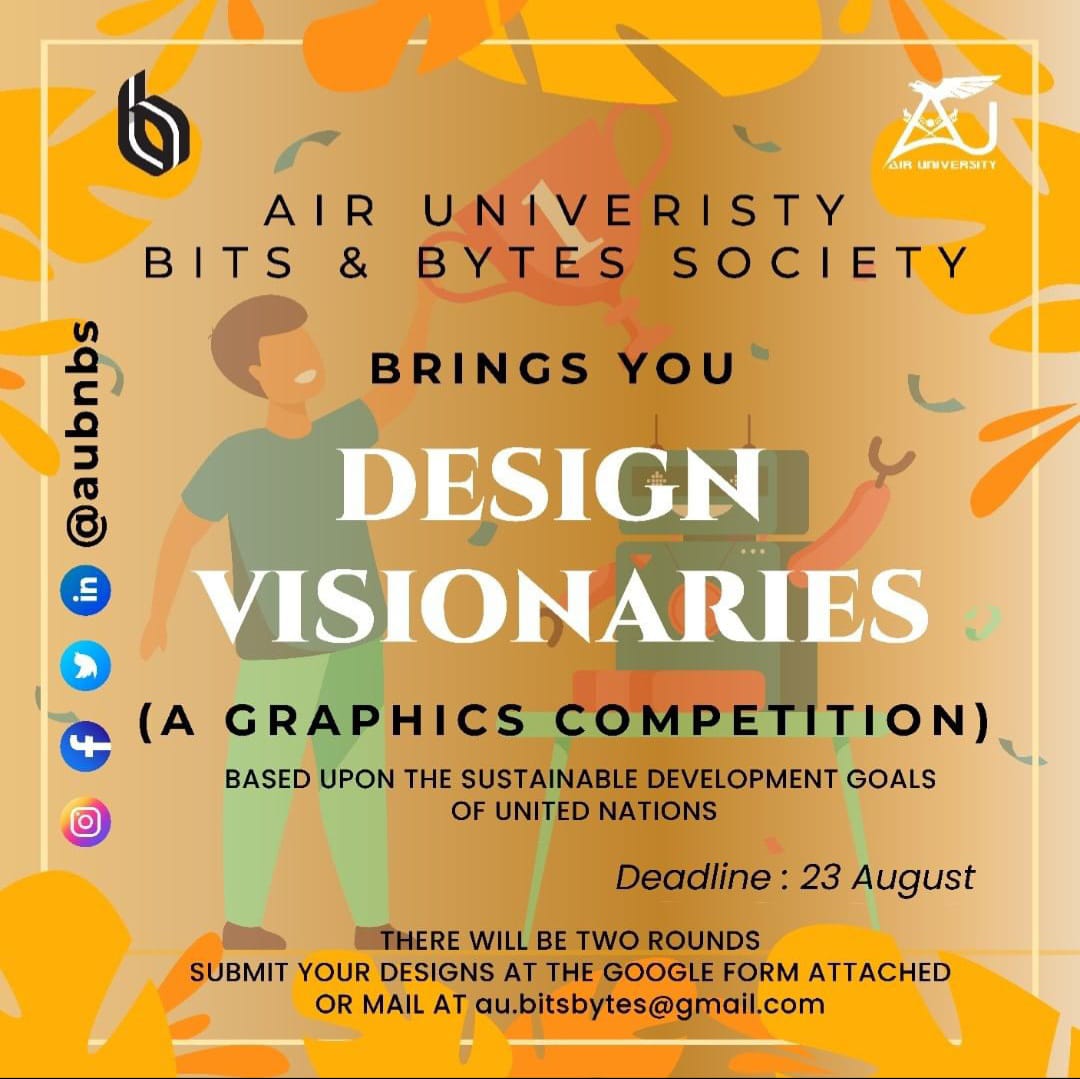 AIR UNIVERSITY
AIR UNIVERISTY
BITS & BYTES SOCIETY
BRINGS YOU
1
DESIGN
VISIONARIES
(A GRAPHICS COMPETITION)
BASED UPON THE SUSTAINABLE DEVELOPMENT GOALS
OF UNITED NATIONS
Deadline : 23 August
THERE WILL BE TWO ROUNDS
SUBMIT YOUR DESIGNS AT THE GOOGLE FORM ATTACHED
OR MAIL AT au.bitsbytes@gmail.com
@aubnbs